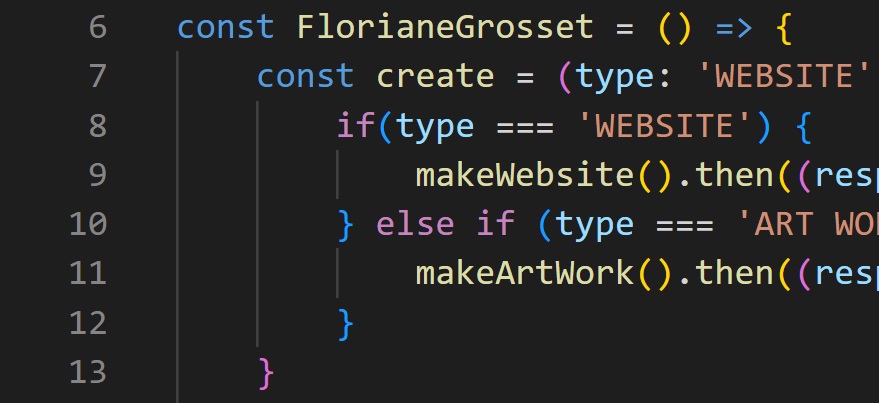 6 const FlorianeGrosset = () => {
7 const create = (type: 'WEBSITE'
8 if(type === 'WEBSITE') {
9 makeWebsite().then((resp
10 } else if (type === 'ART WO
11 makeArtWork().then((resp
12 }
13 }